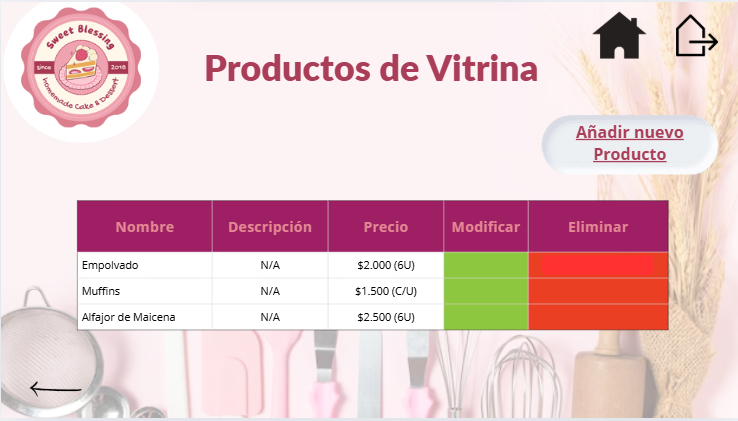 Sweet Blessing
since 2018
Homemade Cake & Dessert
Productos de Vitrina
Añadir nuevo
Producto
Nombre Descripción Precio Modificar Eliminar
Empolvado N/A $2.000 (6U)
Muffins N/A $1.500 (C/U)
Alfajor de Maicena N/A $2.500 (6U)